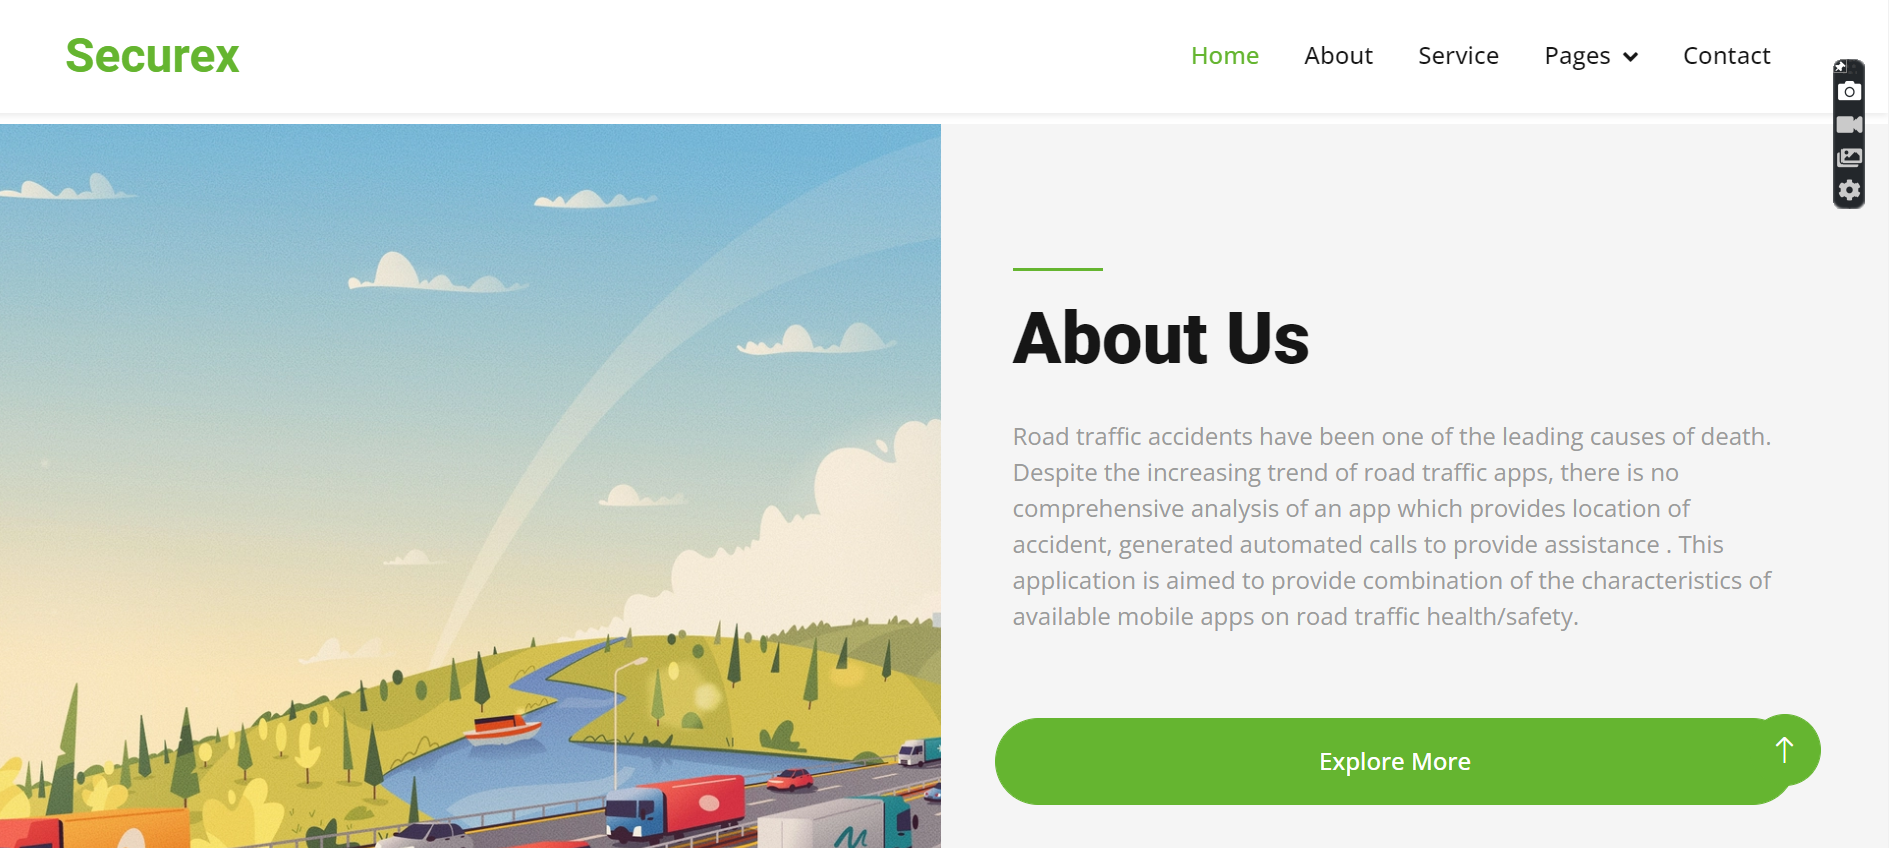 Securex
Home About Service Pages Contact
About Us
Road traffic accidents have been one of the leading causes of death.
Despite the increasing trend of road traffic apps, there is no
comprehensive analysis of an app which provides location of
accident, generated automated calls to provide assistance . This
application is aimed to provide combination of the characteristics of
available mobile apps on road traffic health/safety.
Explore More